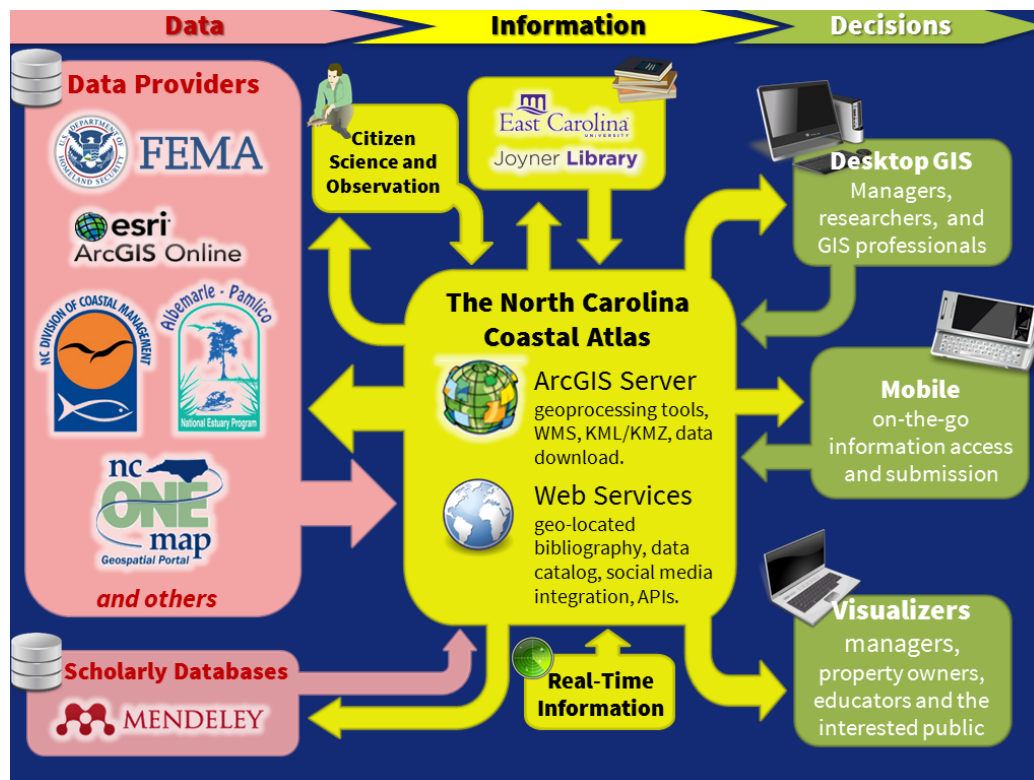 Data
Information
Decisions
Data Providers
U.S. DEPARTMENT OF
HOMELAND SECURITY
FEMA
esri
ArcGIS Online
NC DIVISION OF COASTAL MANAGEMENT
Albemarle - Pamlico
National Estuary Program
nc
ONE
map
Geospatial Portal
and others
Scholarly Databases
MENDELEY
Citizen
Science and
Observation
East Carolina
UNIVERSITY
Joyner Library
The North Carolina
Coastal Atlas
ArcGIS Server
geoprocessing tools,
WMS, KML/KMZ, data
download.
Web Services
geo-located
bibliography, data
catalog, social media
integration, APIs.
Real-Time
Information
Desktop GIS
Managers,
researchers, and
GIS professionals
Mobile
on-the-go
information access
and submission
Visualizers
managers,
property owners,
educators and the
interested public